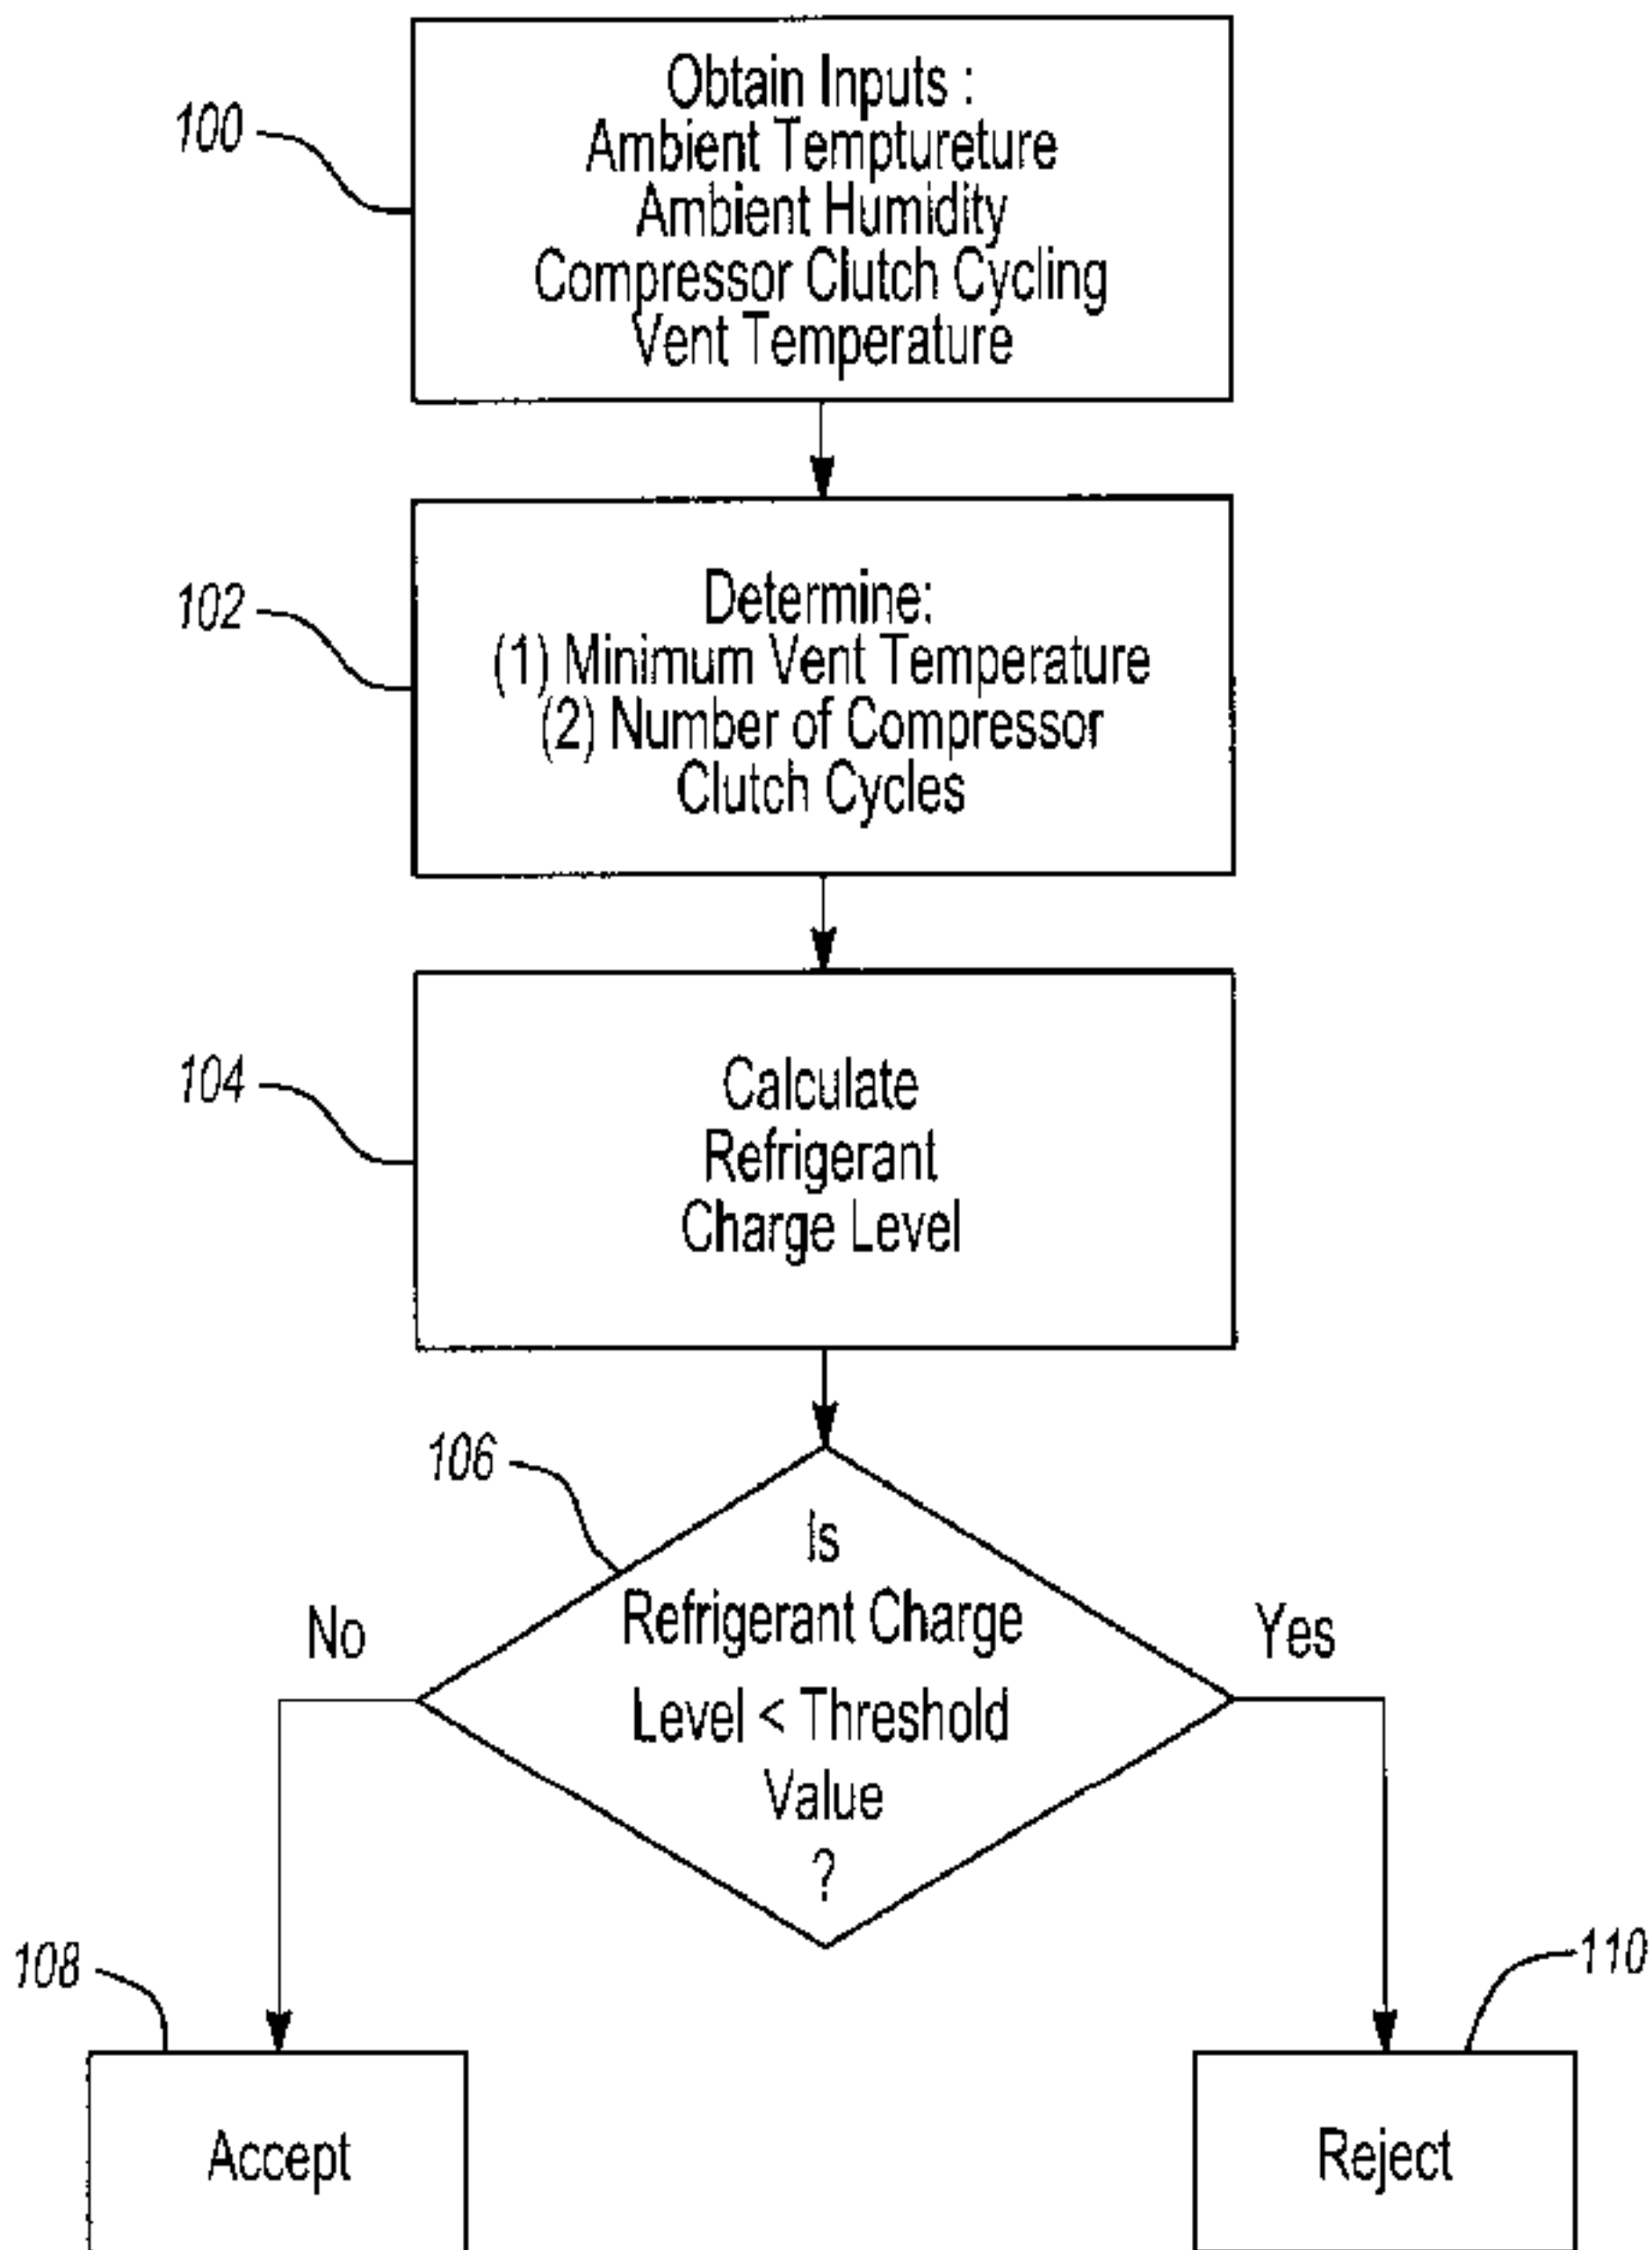 100
Obtain Inputs :
Ambient Temptureture
Ambient Humidity
Compressor Clutch Cycling
Vent Temperature
102
Determine:
(1) Minimum Vent Temperature
(2) Number of Compressor
Clutch Cycles
104
Calculate
Refrigerant
Charge Level
106
Is
Refrigerant Charge
Level < Threshold
Value
?
No
Yes
108
Accept
110
Reject